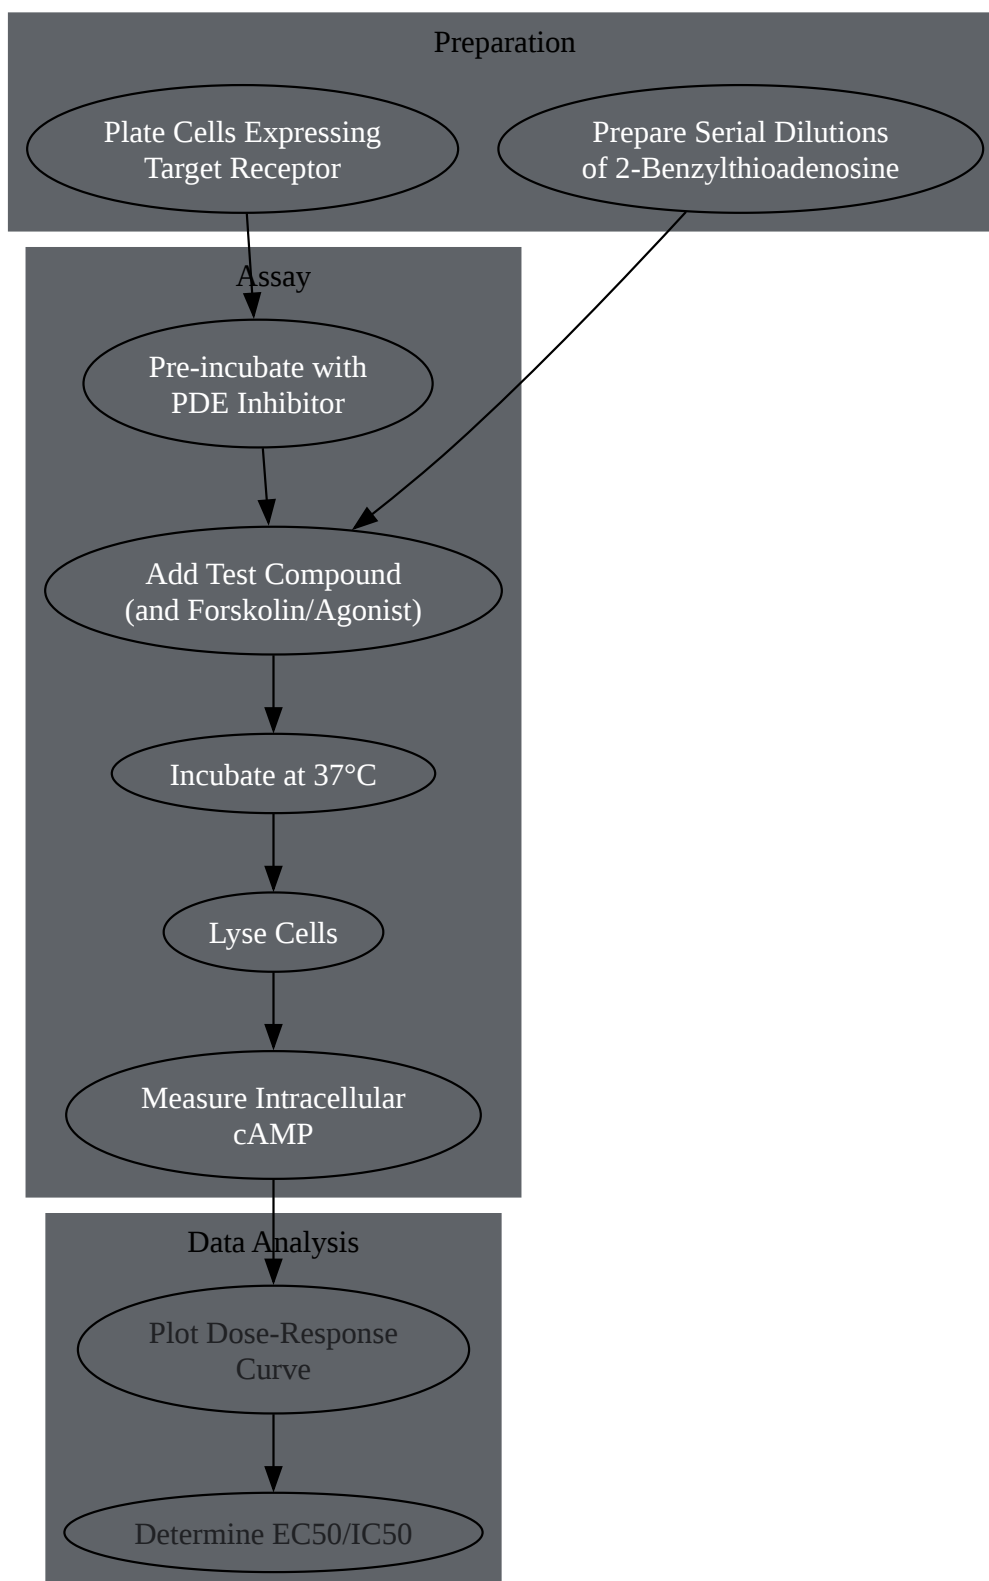 Preparation
Plate Cells Expressing
Target Receptor
Prepare Serial Dilutions
of 2-Benzylthioadenosine
Assay
Pre-incubate with
PDE Inhibitor
Add Test Compound
(and Forskolin/Agonist)
Incubate at 37°C
Lyse Cells
Measure Intracellular
cAMP
Data Analysis
Plot Dose-Response
Curve
Determine EC50/IC50